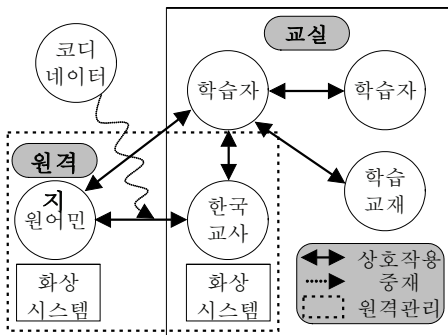 교실
코디
네이터
학습자
학습자
원격
지
원어민
한국
교사
학습
교재
화상
시스템
화상
시스템
상호작용
중재
원격관리